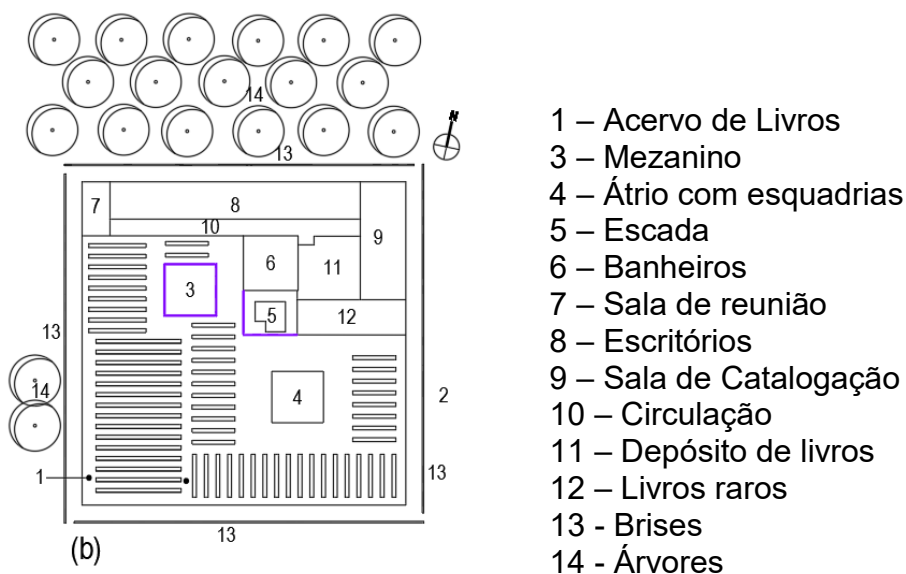 14
N
13
7
8
10
9
6
11
3
5
12
13
14
4
2
1
13
13
(b)
1 – Acervo de Livros
3 – Mezanino
4 – Átrio com esquadrias
5 – Escada
6 – Banheiros
7 – Sala de reunião
8 – Escritórios
9 – Sala de Catalogação
10 – Circulação
11 – Depósito de livros
12 – Livros raros
13 - Brises
14 - Árvores